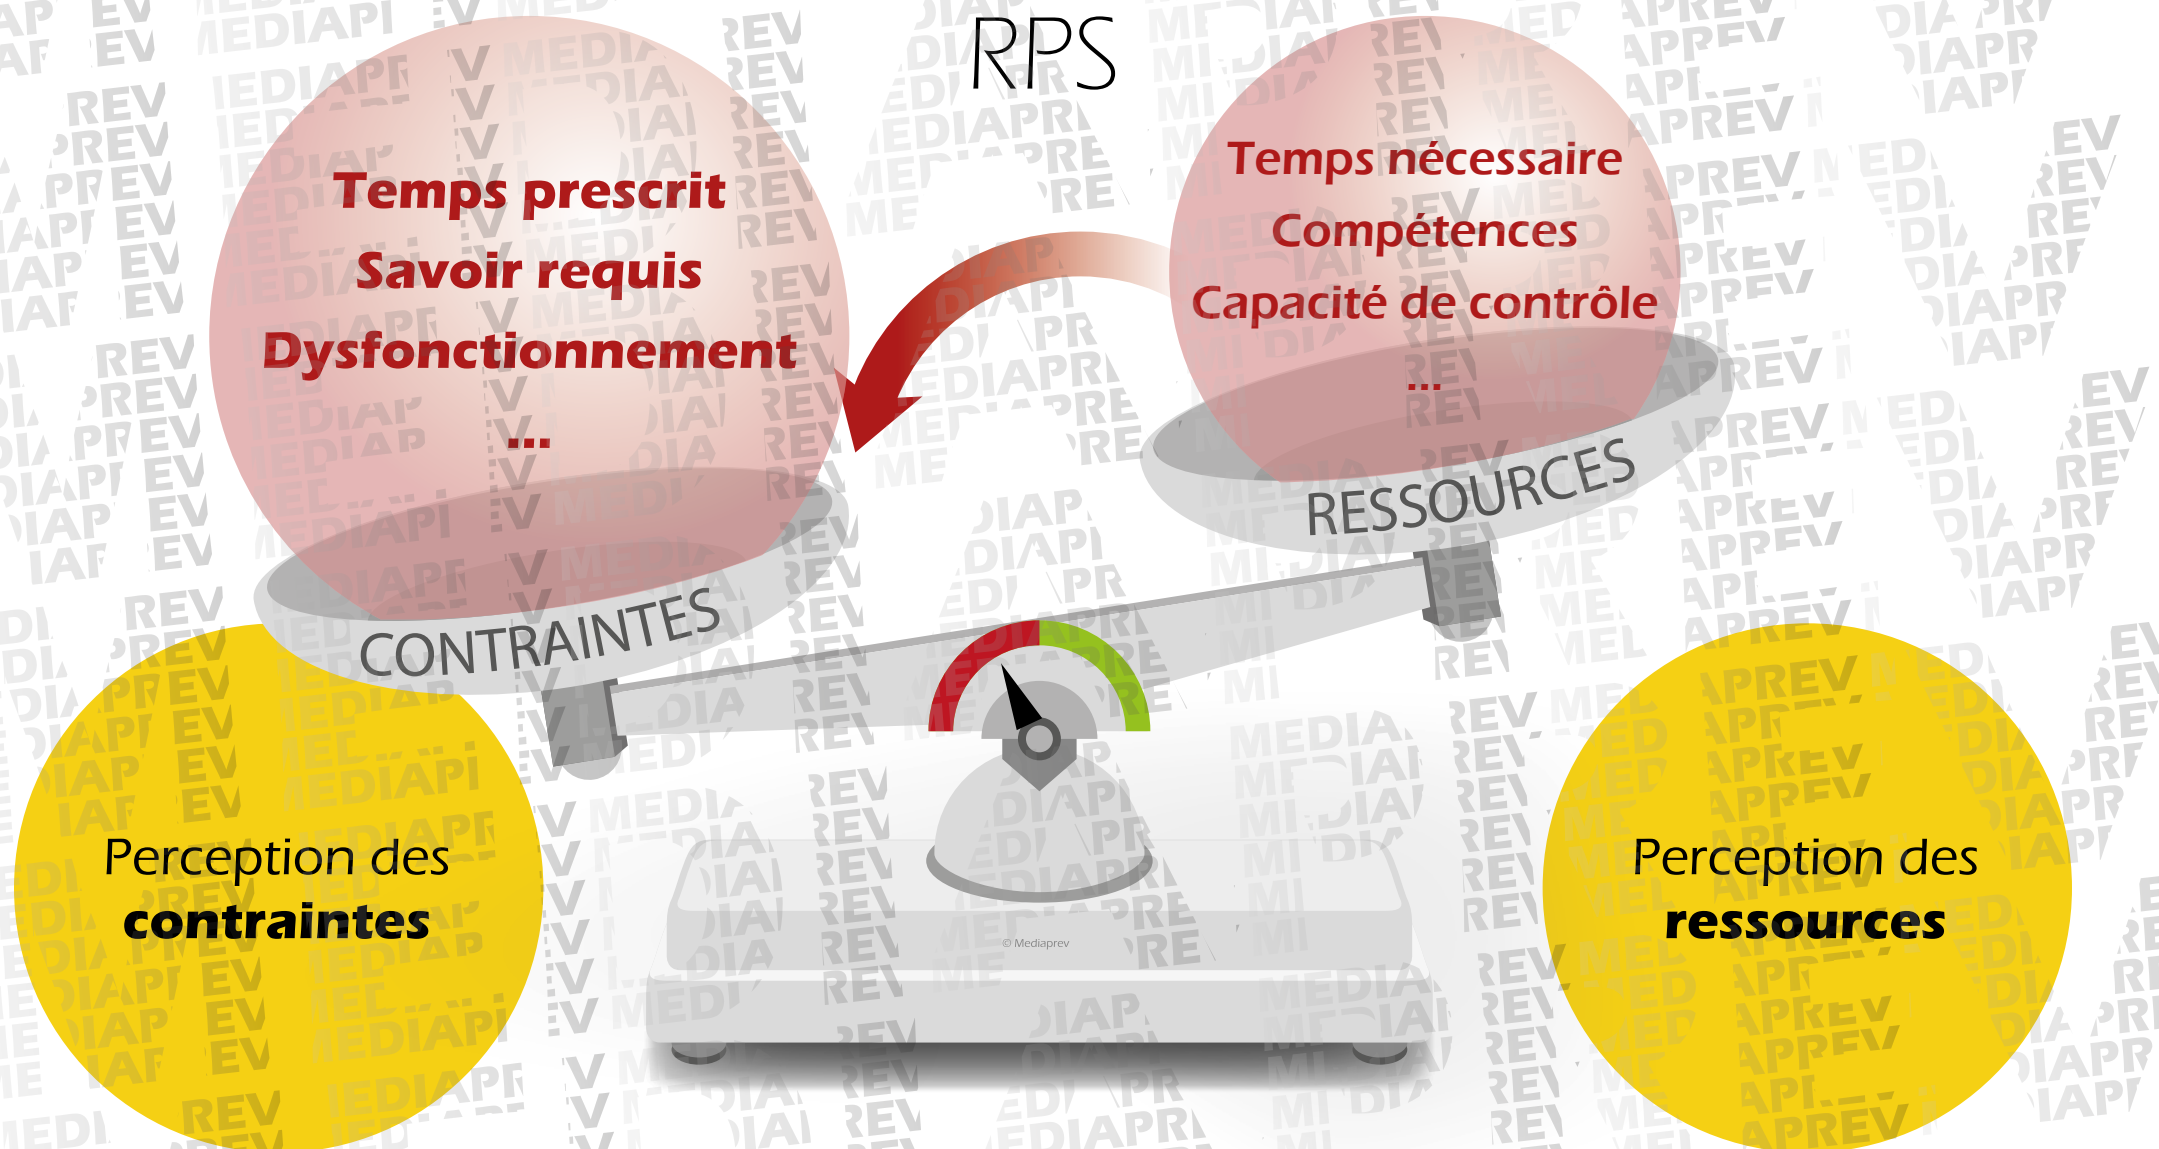 RPS
Temps prescrit
Savoir requis
Dysfonctionnement
...
CONTRAINTES
Temps nécessaire
Compétences
Capacité de contrôle
...
RESSOURCES
Perception des
contraintes
Perception des
ressources
© Mediaprev